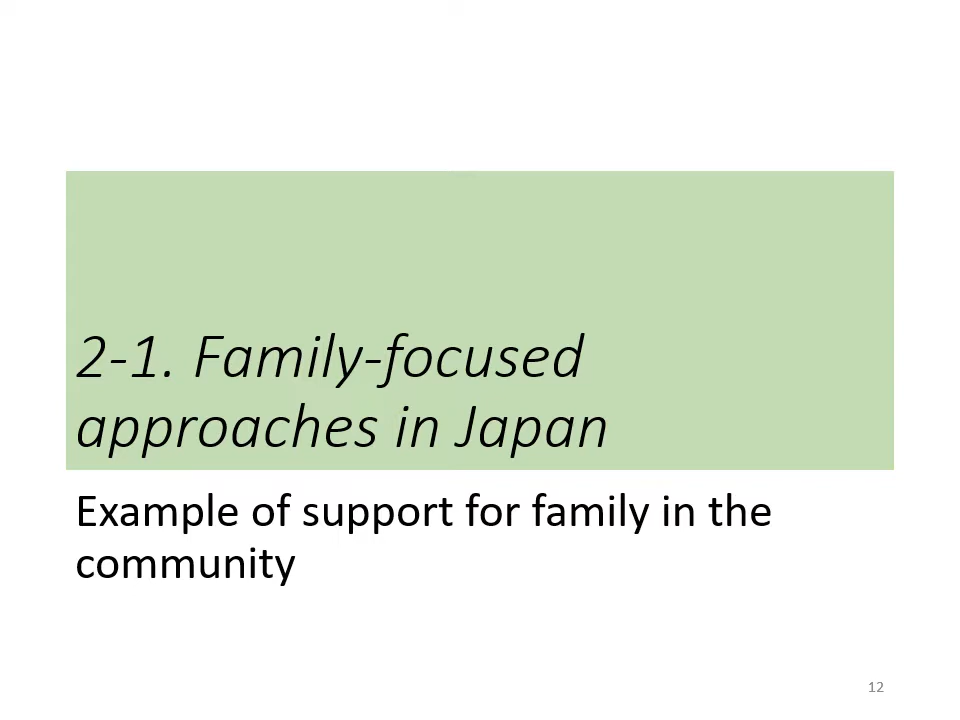 2-1. Family-focused
approaches in Japan
Example of support for family in the
community
12